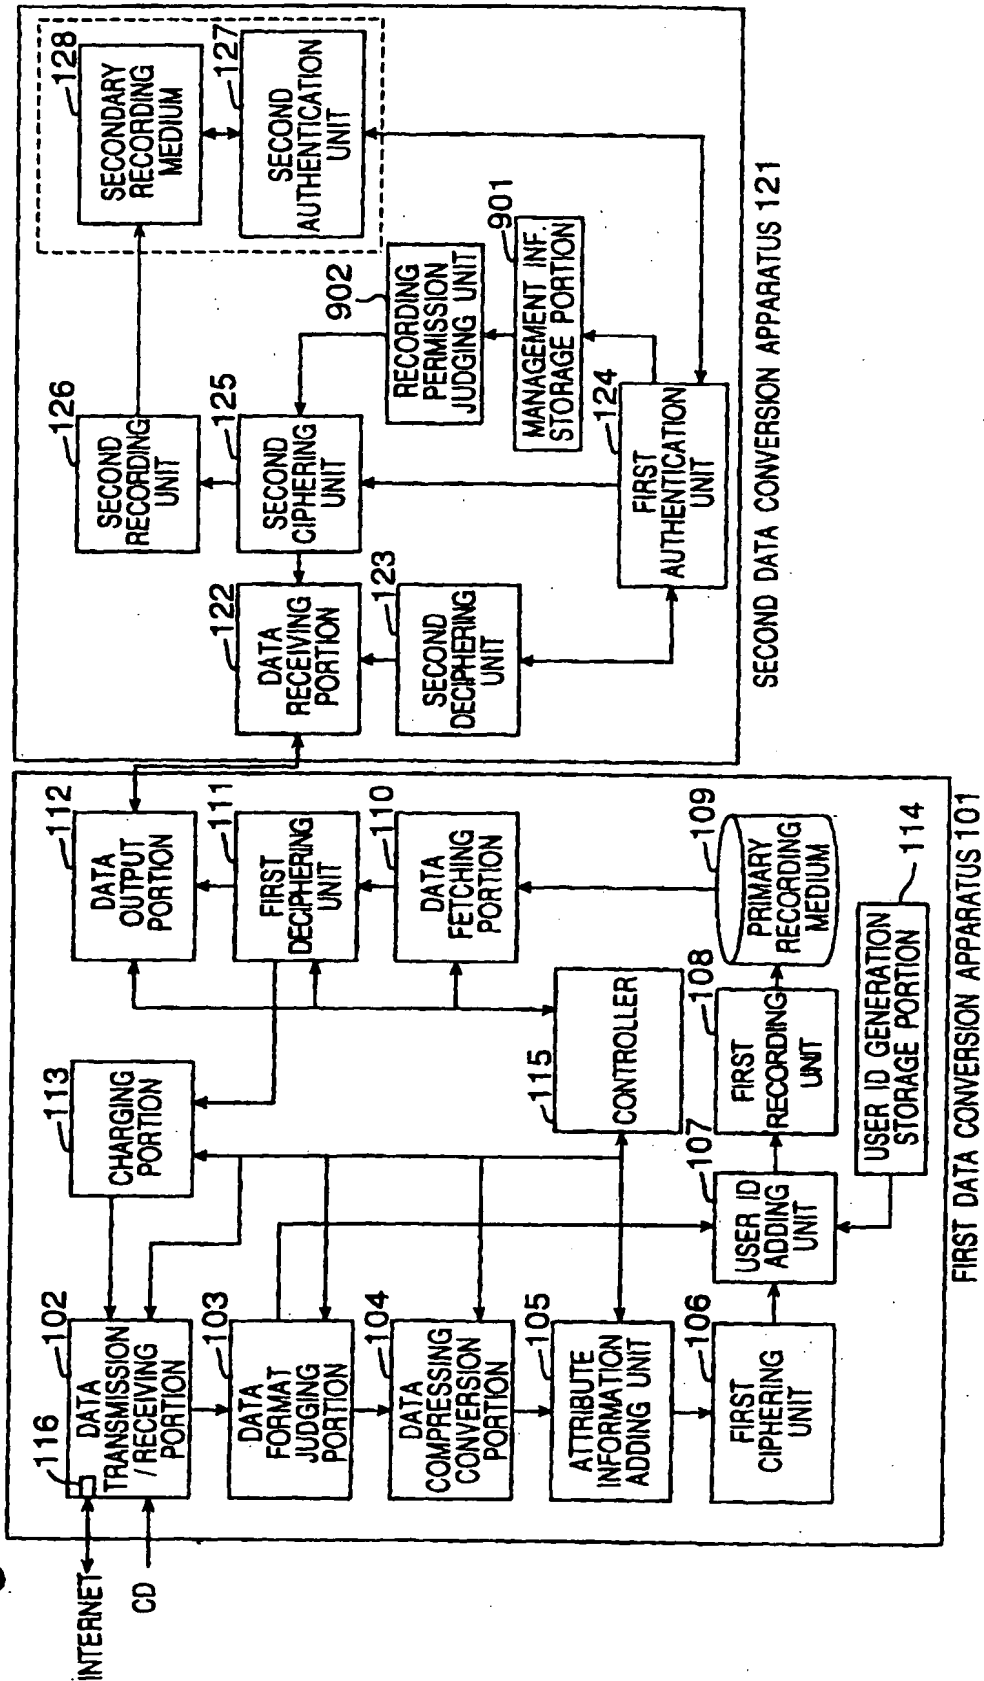 INTERNET
CD
116
DATA
TRANSMISSION
/RECEIVING
PORTION
102
DATA
FORMAT
JUDGING
PORTION
103
DATA
COMPRESSING
CONVERSION
PORTION
104
ATTRIBUTE
INFORMATION
ADDING UNIT
105
FIRST
CIPHERING
UNIT
106
CHARGING
PORTION
113
CONTROLLER
115
USER ID
ADDING
UNIT
107
FIRST
RECORDING
UNIT
108
USER ID GENERATION
STORAGE PORTION
114
PRIMARY
RECORDING
MEDIUM
109
DATA
FETCHING
PORTION
110
FIRST
DECIPHERING
UNIT
111
DATA
OUTPUT
PORTION
112
FIRST DATA CONVERSION APPARATUS 101
DATA
RECEIVING
PORTION
122
SECOND
DECIPHERING
UNIT
123
FIRST
AUTHENTICATION
UNIT
124
SECOND
CIPHERING
UNIT
125
SECOND
RECORDING
UNIT
126
RECORDING
PERMISSION
JUDGING UNIT
902
MANAGEMENT INF.
STORAGE PORTION
901
SECONDARY
RECORDING
MEDIUM
128
SECOND
AUTHENTICATION
UNIT
127
SECOND DATA CONVERSION APPARATUS 121